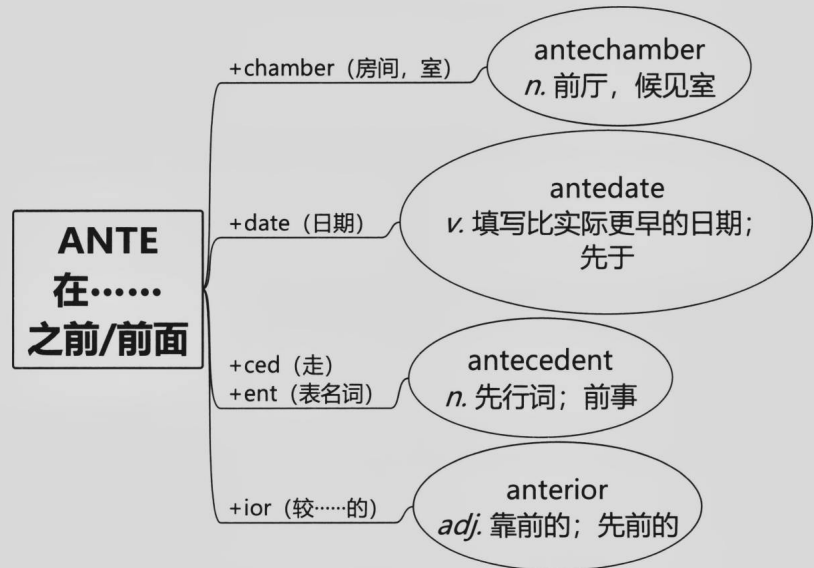 ANTE
在……
之前/前面
+chamber（房间，室）
antechamber
n. 前厅，候见室
+date（日期）
antedate
v. 填写比实际更早的日期；
先于
+ced（走）
+ent（表名词）
antecedent
n. 先行词；前事
+ior（较……的）
anterior
adj. 靠前的；先前的